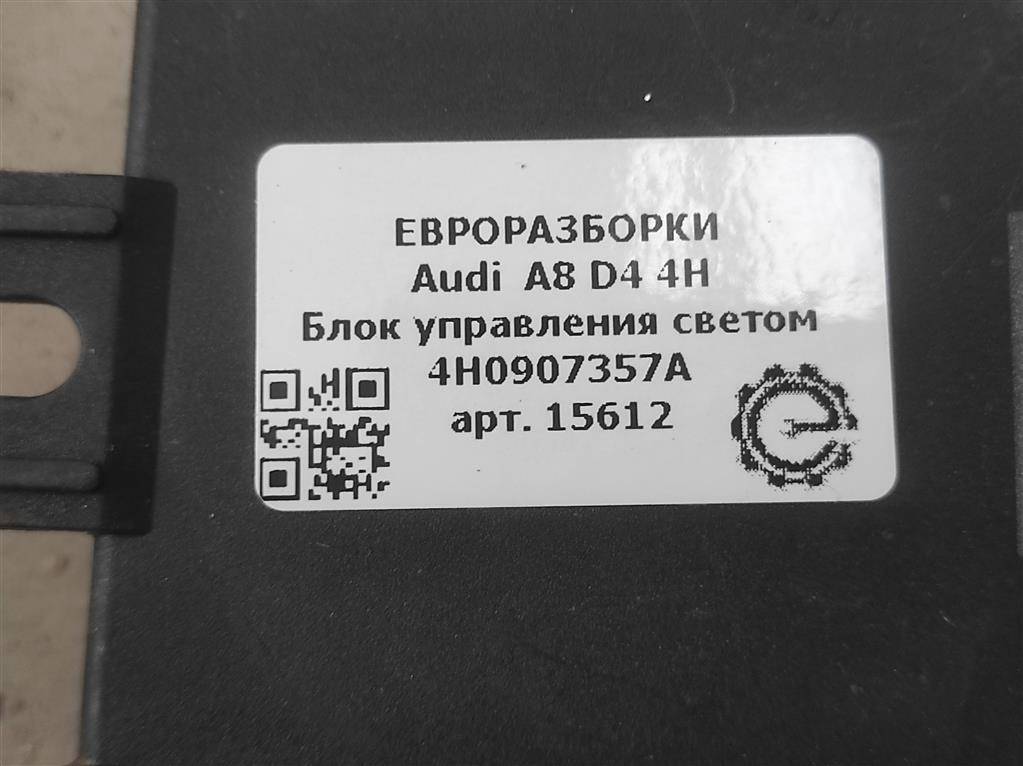 ЕВРОРАЗБОРКИ
Audi A8 D4 4H
Блок управления светом
4H0907357A
арт. 15612